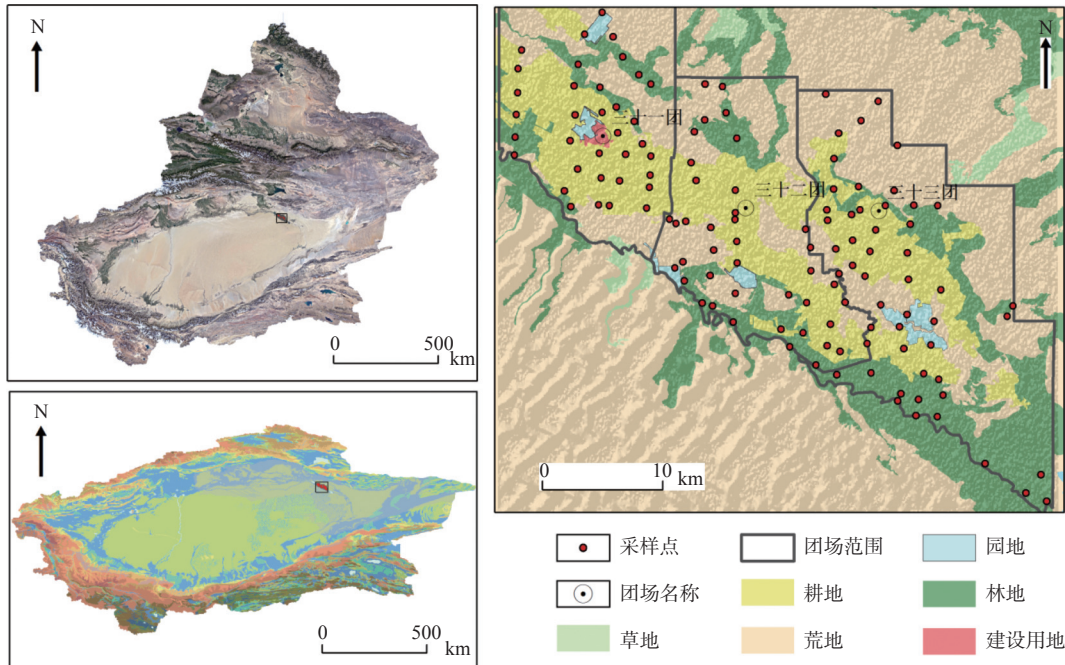 N
0 500
km
N
0 500
km
N
三十一团
三十二团
三十三团
0 10
km
采样点
团场范围
园地
团场名称
耕地
林地
草地
荒地
建设用地